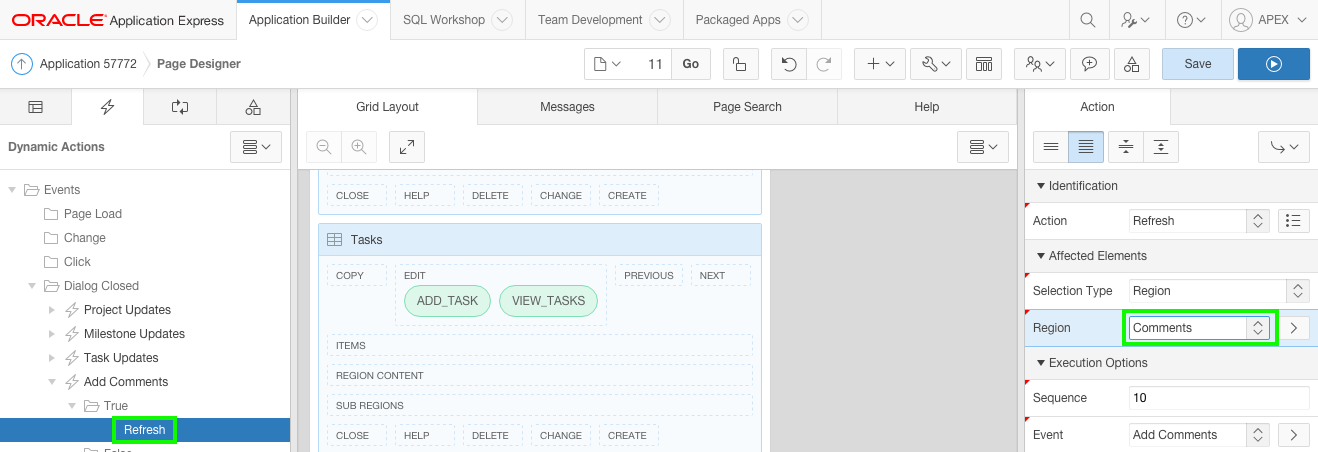 ORACLE Application Express
Application Builder
SQL Workshop
Team Development
Packaged Apps
APEX
Application 57772
Page Designer
11
Go
Save
Grid Layout
Messages
Page Search
Help
Action
Dynamic Actions
Events
Page Load
Change
Click
Dialog Closed
Project Updates
Milestone Updates
Task Updates
Add Comments
True
Refresh
False
CLOSE HELP DELETE CHANGE CREATE
Tasks
COPY EDIT PREVIOUS NEXT
ADD_TASK VIEW_TASKS
ITEMS
REGION CONTENT
SUB REGIONS
CLOSE HELP DELETE CHANGE CREATE
Identification
Action Refresh
Affected Elements
Selection Type Region
Region Comments
Execution Options
Sequence 10
Event Add Comments